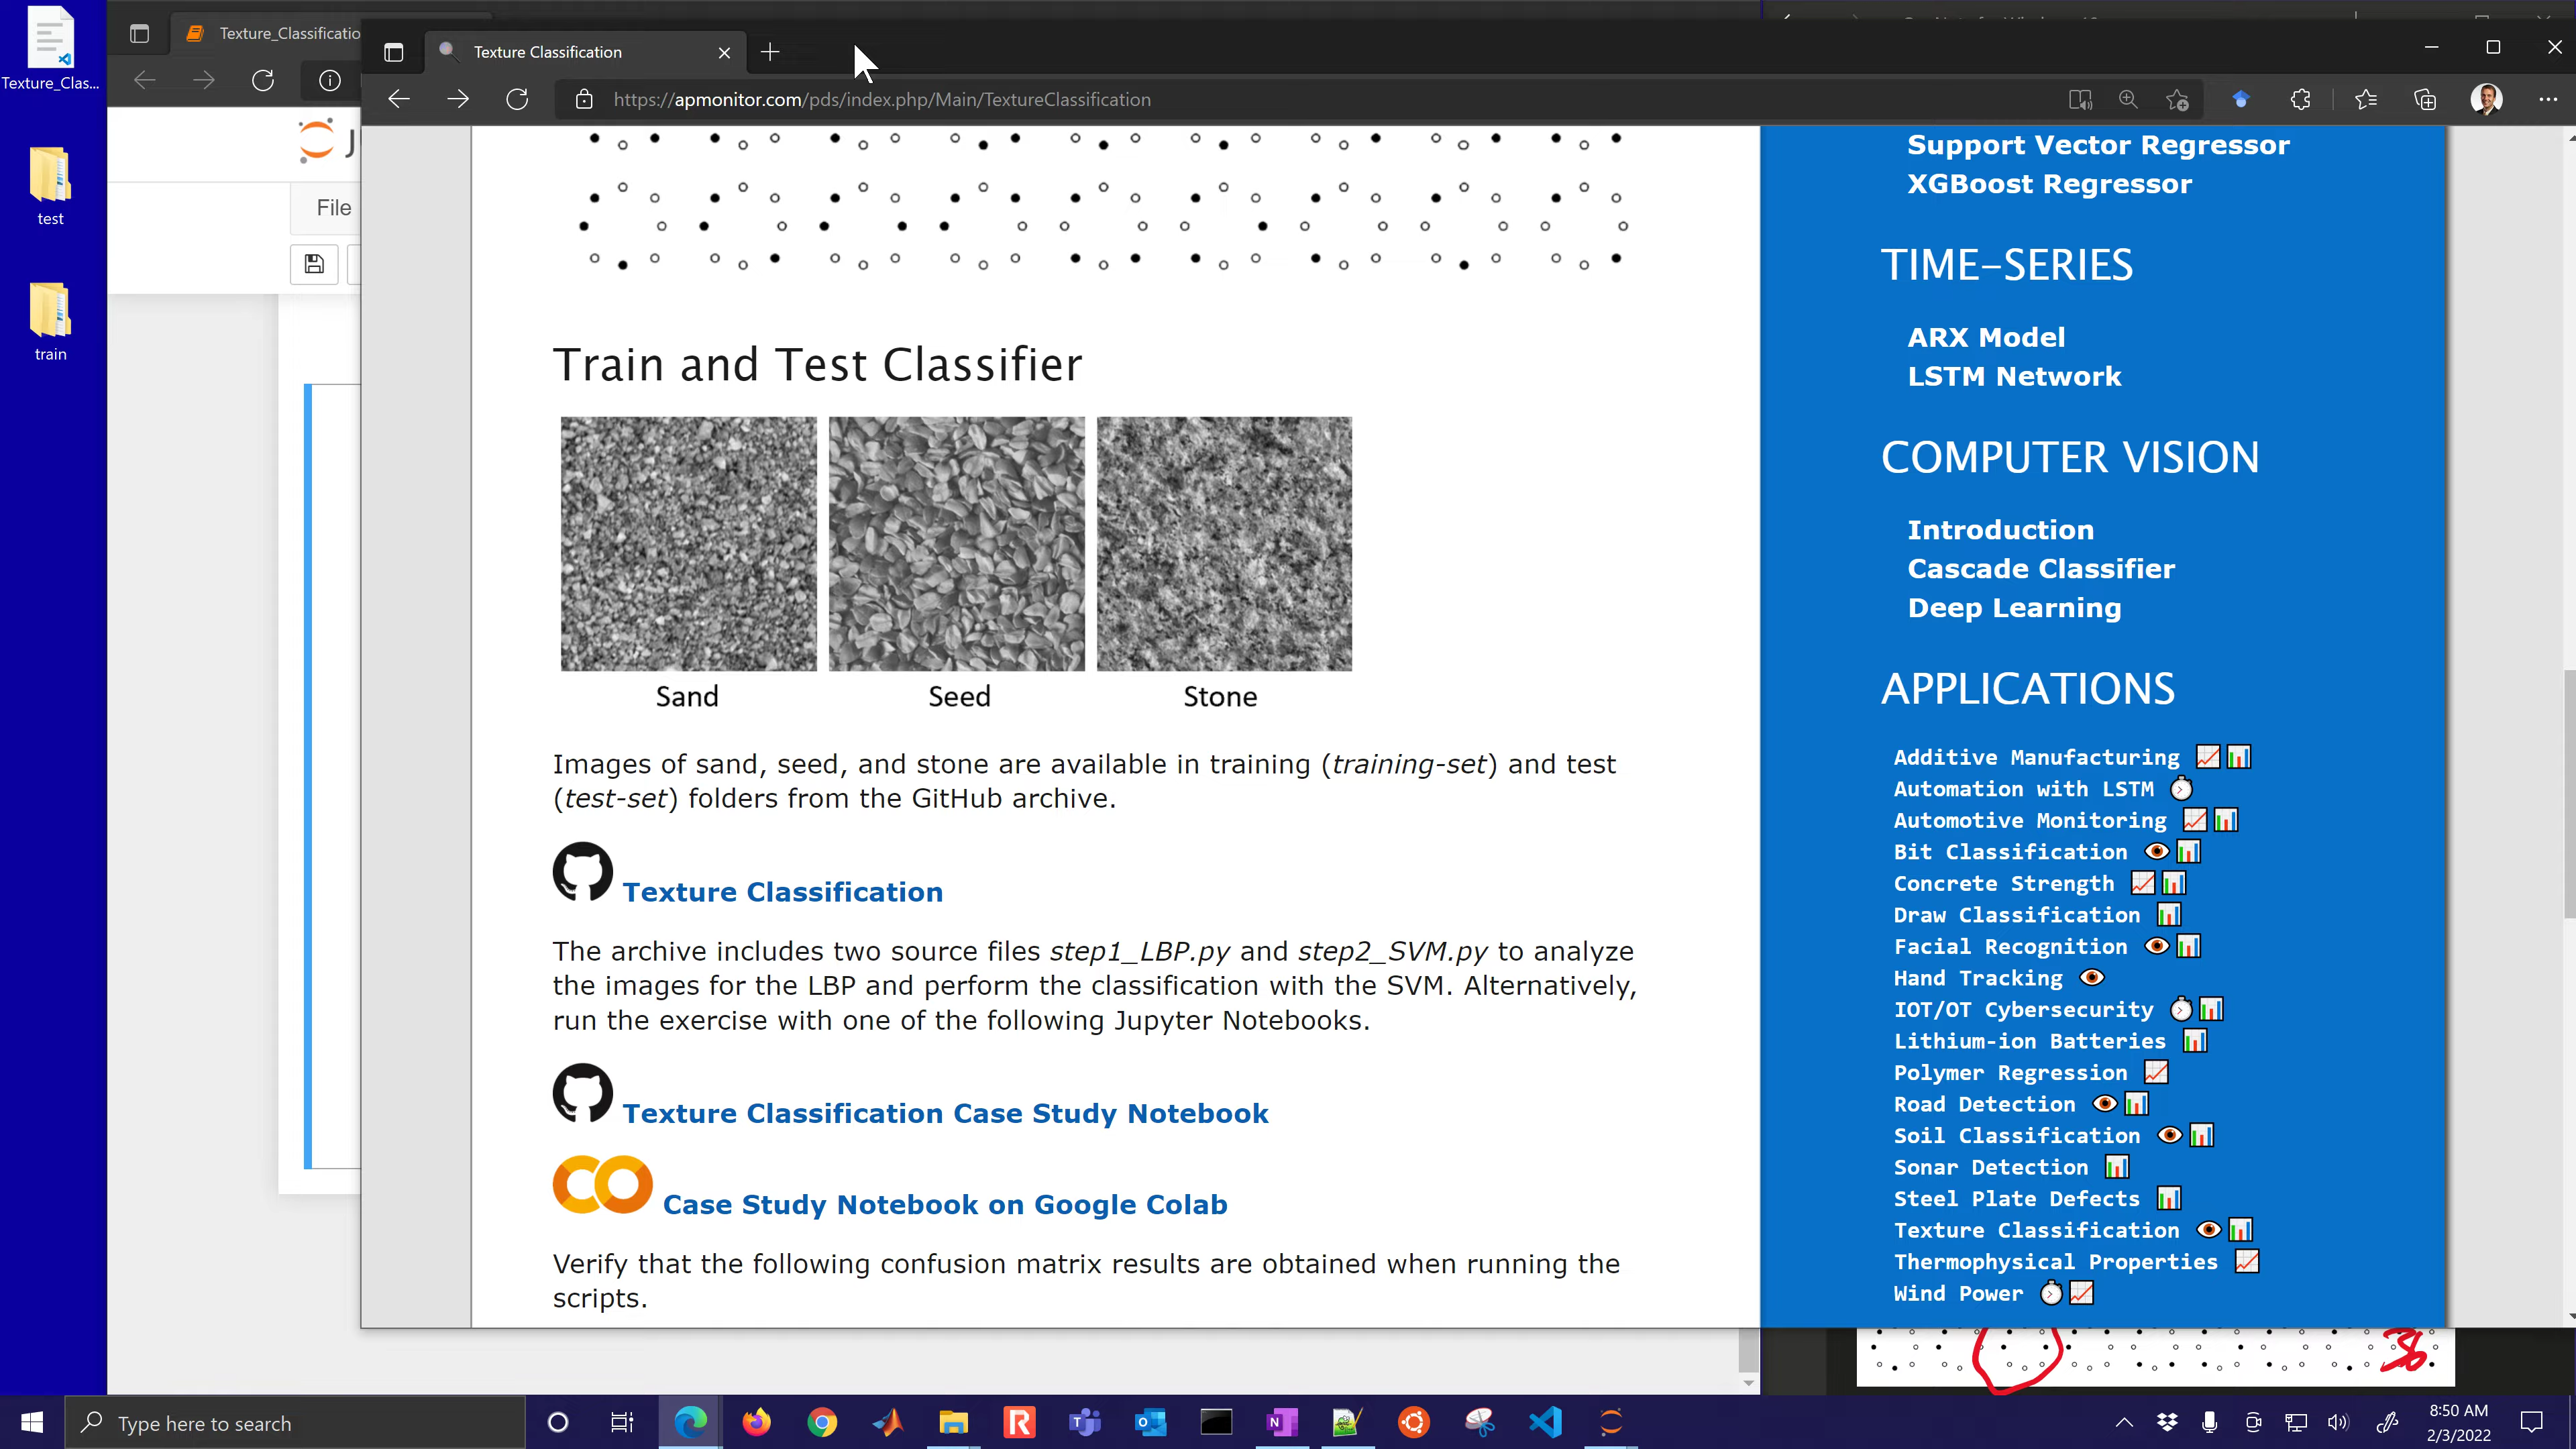 Texture_Clas...
test
train
Texture_Classificatio
Texture Classification
https://apmonitor.com/pds/index.php/Main/TextureClassification
File
Train and Test Classifier
Sand
Seed
Stone
Images of sand, seed, and stone are available in training (training-set) and test
(test-set) folders from the GitHub archive.
Texture Classification
The archive includes two source files step1_LBP.py and step2_SVM.py to analyze
the images for the LBP and perform the classification with the SVM. Alternatively,
run the exercise with one of the following Jupyter Notebooks.
Texture Classification Case Study Notebook
Case Study Notebook on Google Colab
Verify that the following confusion matrix results are obtained when running the
scripts.
Support Vector Regressor
XGBoost Regressor
TIME-SERIES
ARX Model
LSTM Network
COMPUTER VISION
Introduction
Cascade Classifier
Deep Learning
APPLICATIONS
Additive Manufacturing
Automation with LSTM
Automotive Monitoring
Bit Classification
Concrete Strength
Draw Classification
Facial Recognition
Hand Tracking
IOT/OT Cybersecurity
Lithium-ion Batteries
Polymer Regression
Road Detection
Soil Classification
Sonar Detection
Steel Plate Defects
Texture Classification
Thermophysical Properties
Wind Power
36
Type here to search
8:50 AM
2/3/2022